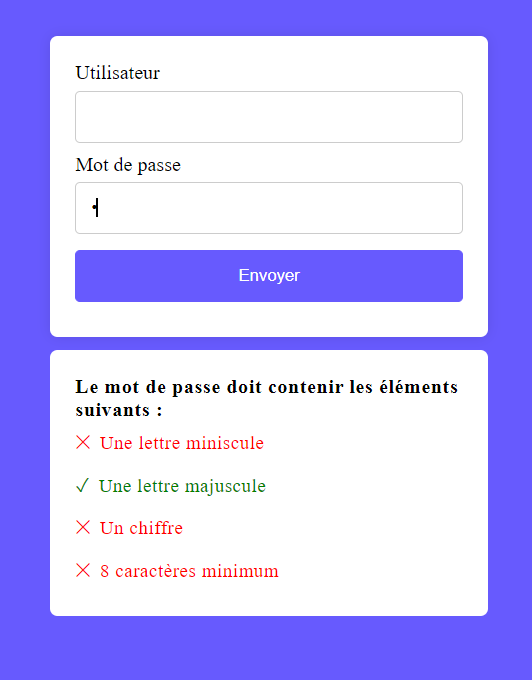 Utilisateur
Mot de passe
Envoyer
Le mot de passe doit contenir les éléments
suivants :
Une lettre miniscule
Une lettre majuscule
Un chiffre
8 caractères minimum